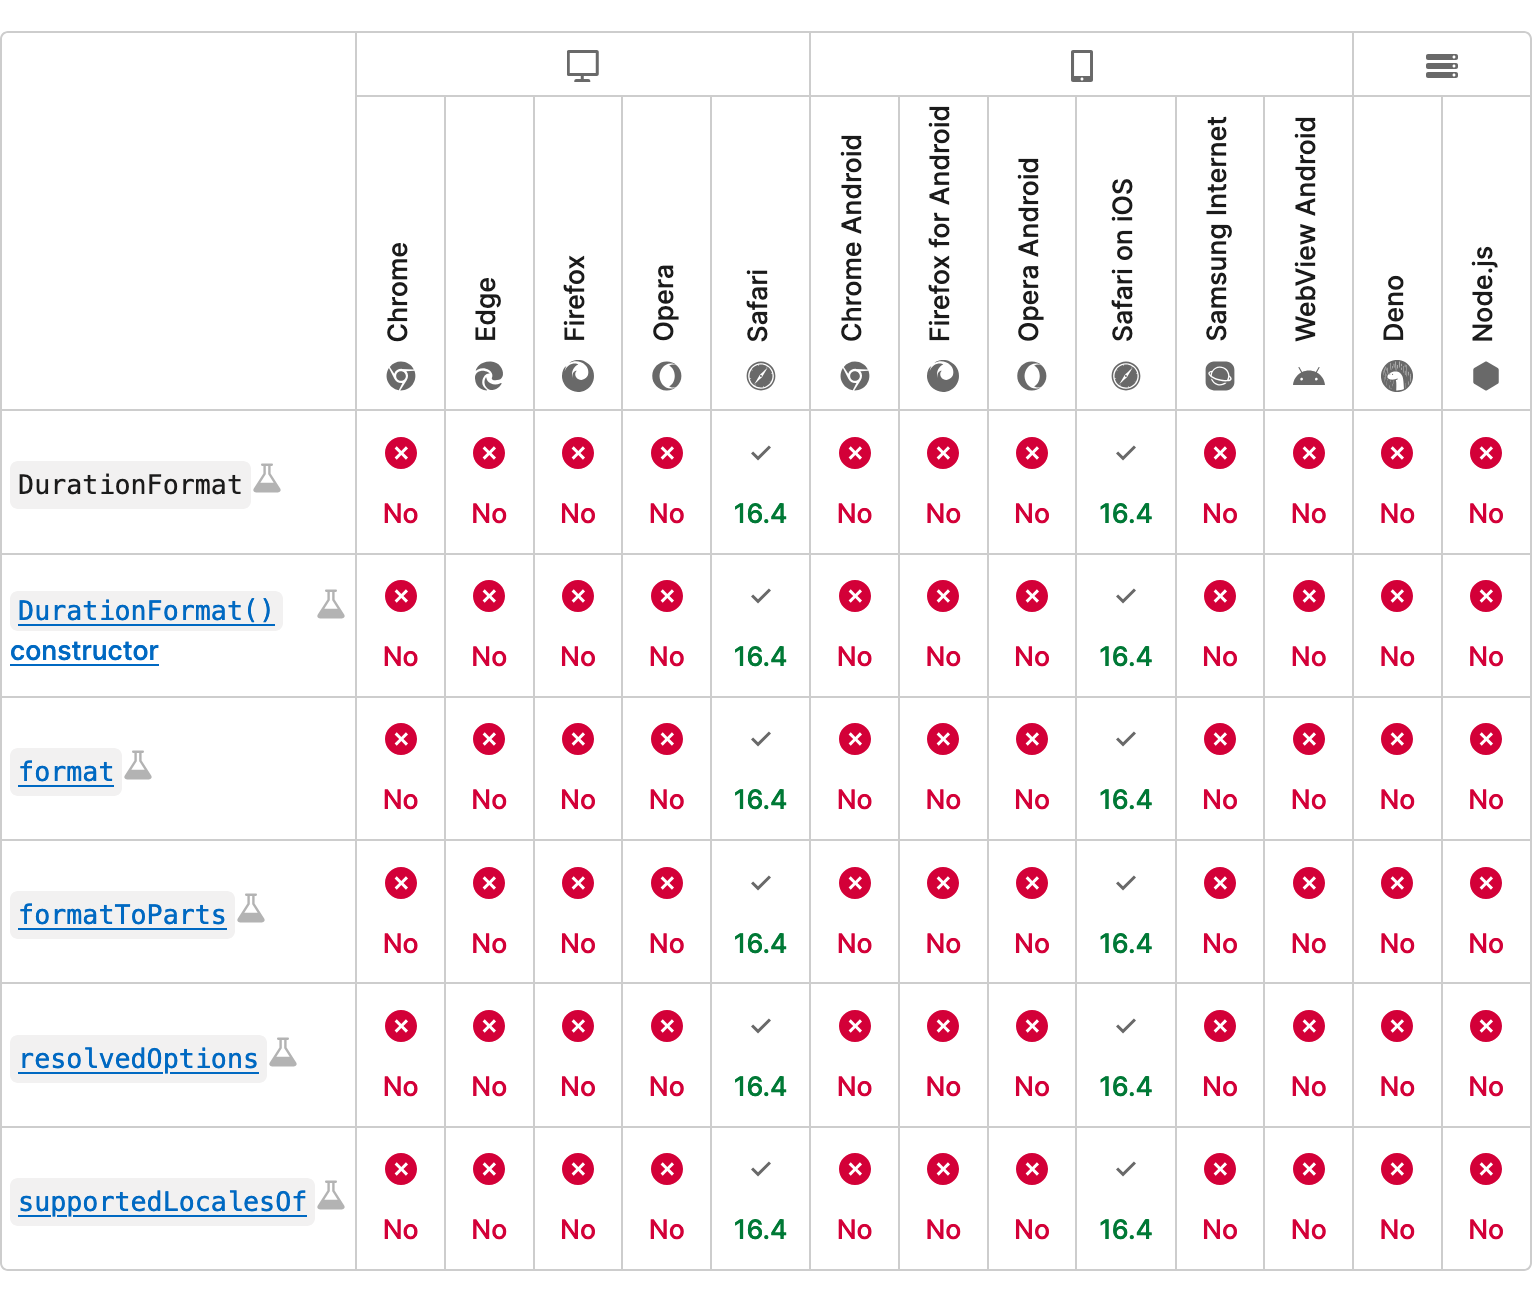 Chrome
Edge
Firefox
Opera
Safari
Chrome Android
Firefox for Android
Opera Android
Safari on iOS
Samsung Internet
WebView Android
Deno
Node.js
DurationFormat
No No No No 16.4 No No No 16.4 No No No No
DurationFormat()
constructor
No No No No 16.4 No No No 16.4 No No No No
format
No No No No 16.4 No No No 16.4 No No No No
formatToParts
No No No No 16.4 No No No 16.4 No No No No
resolvedOptions
No No No No 16.4 No No No 16.4 No No No No
supportedLocalesOf
No No No No 16.4 No No No 16.4 No No No No